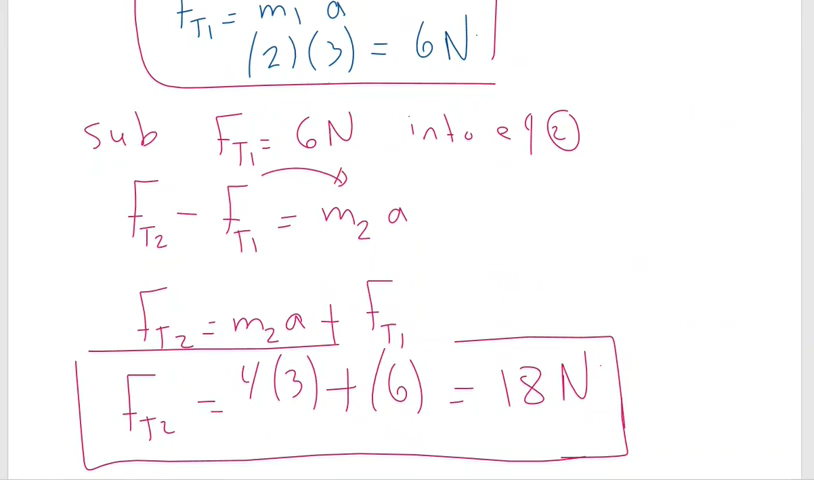 F_T1 = m1 a
(2)(3) = 6N
sub F_T1 = 6N into eq ②
F_T2 - F_T1 = m2 a
F_T2 = m2 a + F_T1
F_T2 = 4(3) + (6) = 18 N